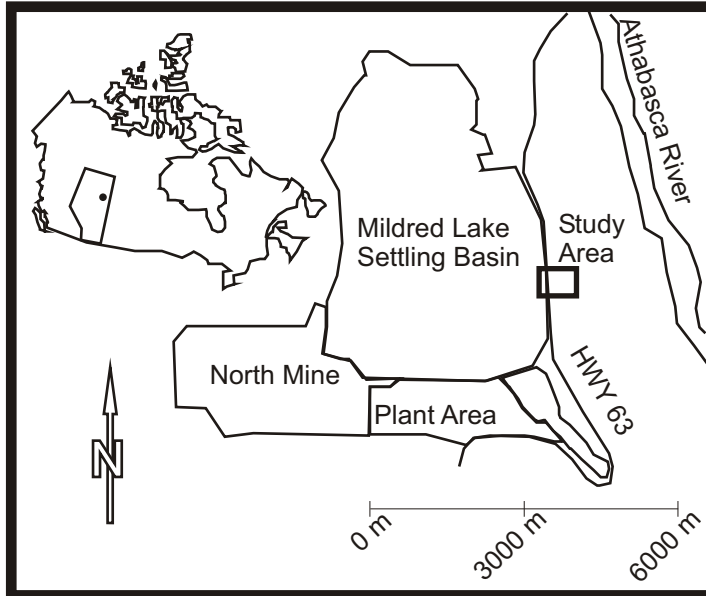 Athabasca River
Mildred Lake
Settling Basin
Study
Area
North Mine
Plant Area
HWY 63
N
0 m
3000 m
6000 m